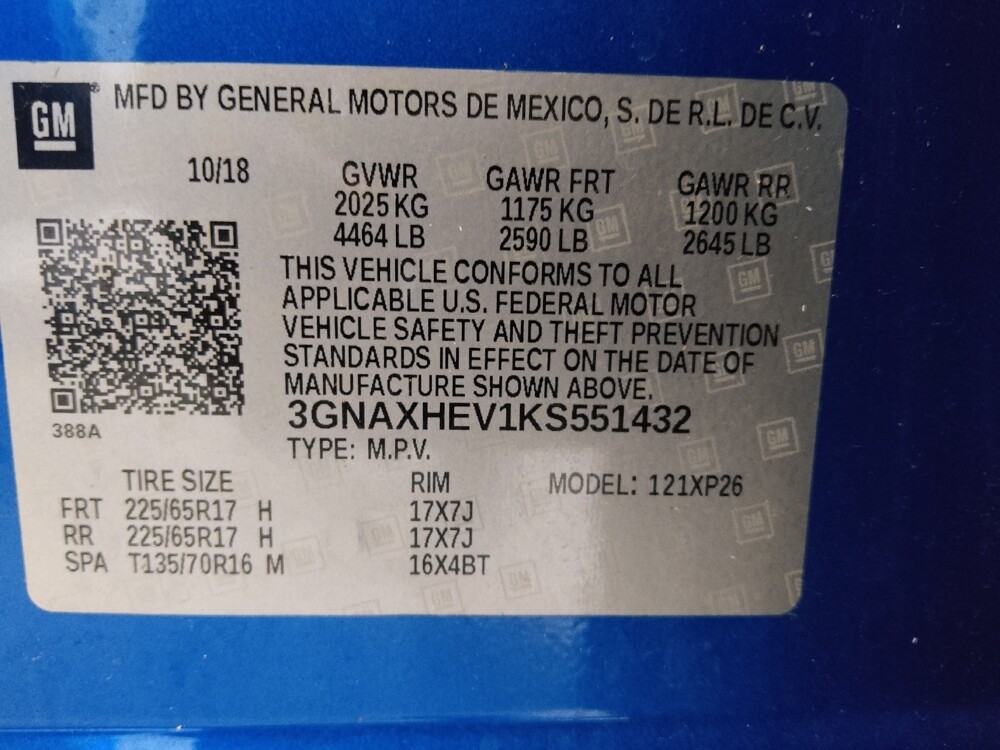 GM® MFD BY GENERAL MOTORS DE MEXICO, S. DE R.L. DE C.V.
10/18 GVWR GAWR FRT GAWR RR
2025 KG 1175 KG 1200 KG
4464 LB 2590 LB 2645 LB
THIS VEHICLE CONFORMS TO ALL
APPLICABLE U.S. FEDERAL MOTOR
VEHICLE SAFETY AND THEFT PREVENTION
STANDARDS IN EFFECT ON THE DATE OF
MANUFACTURE SHOWN ABOVE.
3GNAXHEV1KS551432
388A
TYPE: M.P.V.
TIRE SIZE RIM MODEL: 121XP26
FRT 225/65R17 H 17X7J
RR 225/65R17 H 17X7J
SPA T135/70R16 M 16X4BT